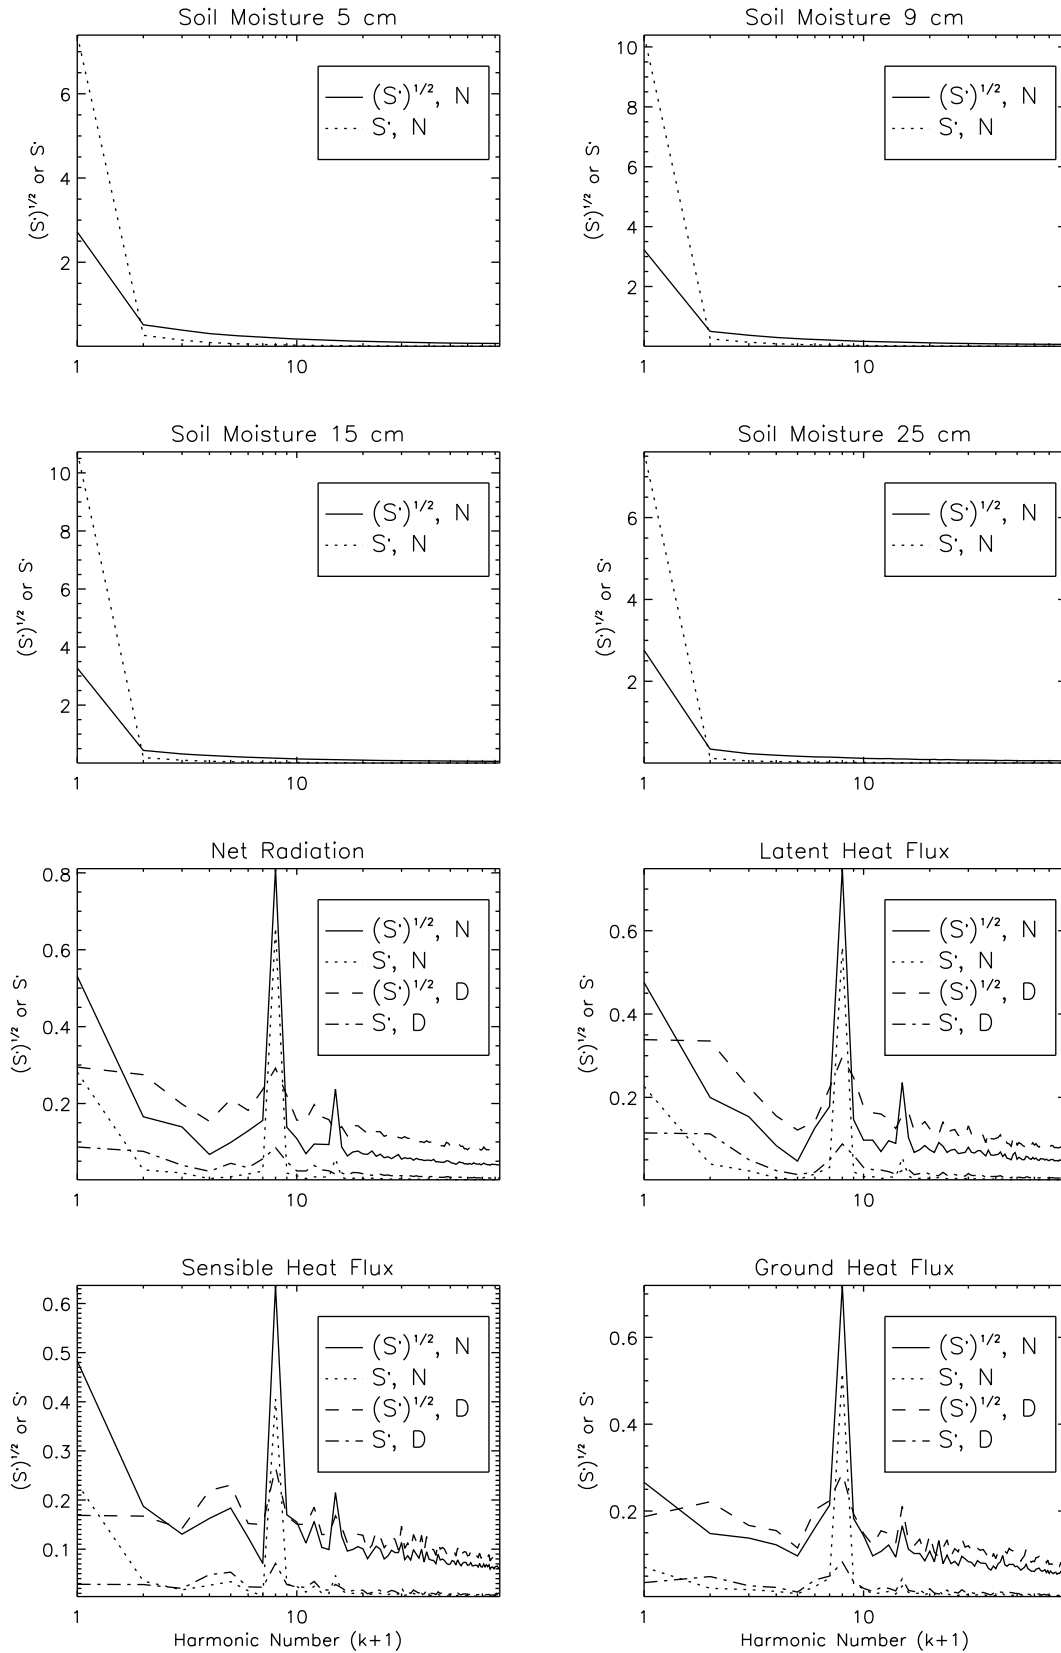 Soil Moisture 5 cm
(S')¹/², N
S', N
(S')¹/² or S'
6
4
2
1
10
Soil Moisture 9 cm
(S')¹/², N
S', N
(S')¹/² or S'
10
8
6
4
2
1
10
Soil Moisture 15 cm
(S')¹/², N
S', N
(S')¹/² or S'
10
8
6
4
2
1
10
Soil Moisture 25 cm
(S')¹/², N
S', N
(S')¹/² or S'
6
4
2
1
10
Net Radiation
(S')¹/², N
S', N
(S')¹/², D
S', D
(S')¹/² or S'
0.8
0.6
0.4
0.2
1
10
Latent Heat Flux
(S')¹/², N
S', N
(S')¹/², D
S', D
(S')¹/² or S'
0.6
0.4
0.2
1
10
Sensible Heat Flux
(S')¹/², N
S', N
(S')¹/², D
S', D
(S')¹/² or S'
0.6
0.5
0.4
0.3
0.2
0.1
1
10
Harmonic Number (k+1)
Ground Heat Flux
(S')¹/², N
S', N
(S')¹/², D
S', D
(S')¹/² or S'
0.6
0.4
0.2
1
10
Harmonic Number (k+1)